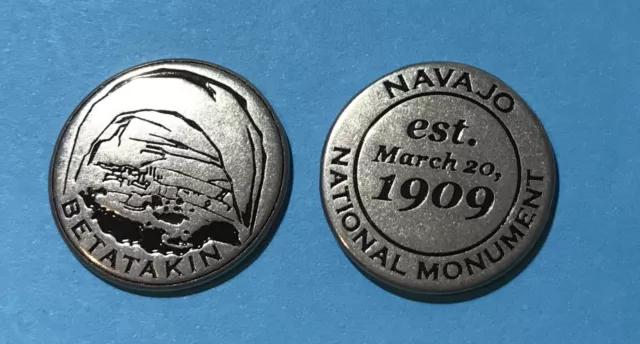 BETATAKIN
NAVAJO
est.
March 20,
1909
NATIONAL MONUMENT